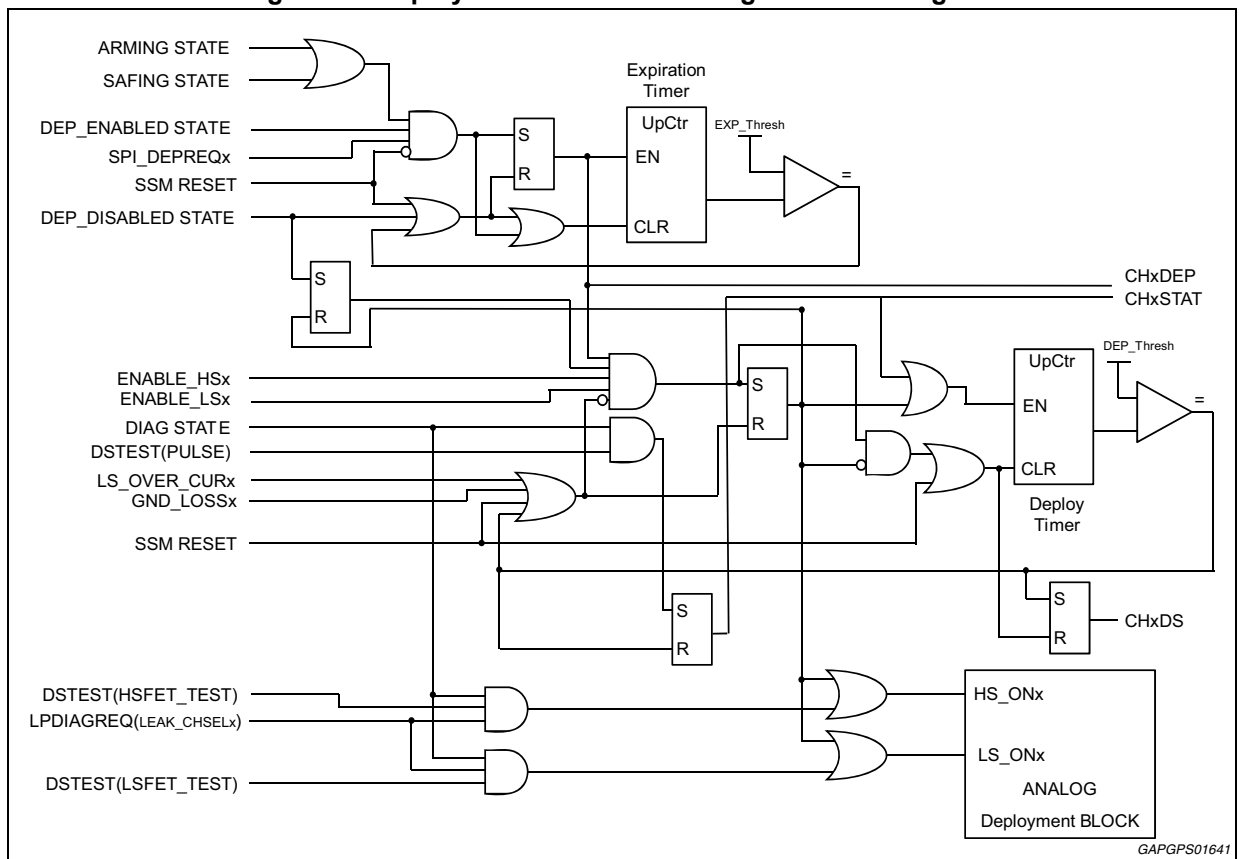 ARMING STATE
SAFING STATE
DEP_ENABLED STATE
SPI_DEPREQx
SSM RESET
DEP_DISABLED STATE
S
R
Expiration
Timer
UpCtr
EN
CLR
EXP_Thresh
=
S
R
CHxDEP
CHxSTAT
ENABLE_HSx
ENABLE_LSx
DIAG STATE
DSTEST(PULSE)
LS_OVER_CURx
GND_LOSSx
SSM RESET
S
R
UpCtr
EN
CLR
Deploy
Timer
DEP_Thresh
=
S
R
S
R
CHxDS
DSTEST(HSFET_TEST)
LPDIAGREQ(LEAK_CHSELx)
DSTEST(LSFET_TEST)
HS_ONx
LS_ONx
ANALOG
Deployment BLOCK
GAPGPS01641